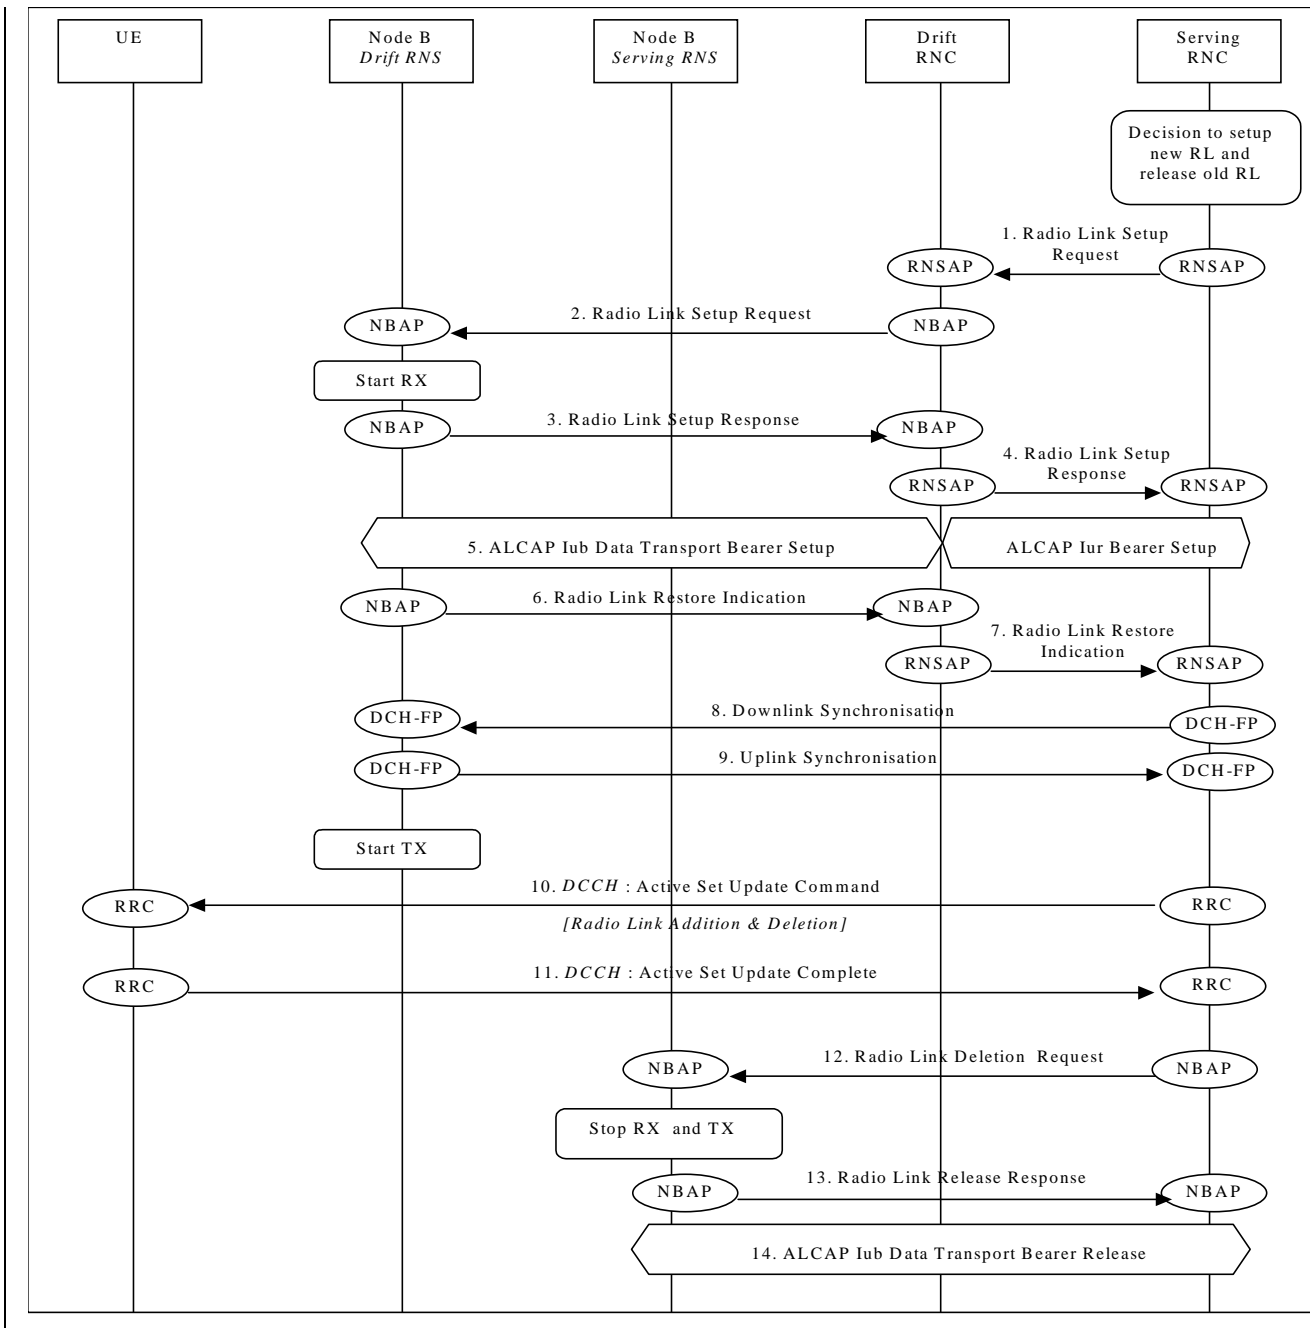 UE
Node B
Drift RNS
Node B
Serving RNS
Drift
RNC
Serving
RNC
Decision to setup
new RL and
release old RL
1. Radio Link Setup
Request
RNSAP
RNSAP
2. Radio Link Setup Request
NBAP
NBAP
Start RX
3. Radio Link Setup Response
NBAP
NBAP
4. Radio Link Setup
Response
RNSAP
RNSAP
5. ALCAP Iub Data Transport Bearer Setup
ALCAP Iur Bearer Setup
6. Radio Link Restore Indication
NBAP
NBAP
7. Radio Link Restore
Indication
RNSAP
RNSAP
8. Downlink Synchronisation
DCH-FP
DCH-FP
9. Uplink Synchronisation
DCH-FP
DCH-FP
Start TX
10. DCCH : Active Set Update Command
RRC
RRC
[Radio Link Addition & Deletion]
11. DCCH : Active Set Update Complete
RRC
RRC
12. Radio Link Deletion Request
NBAP
NBAP
Stop RX and TX
13. Radio Link Release Response
NBAP
NBAP
14. ALCAP Iub Data Transport Bearer Release